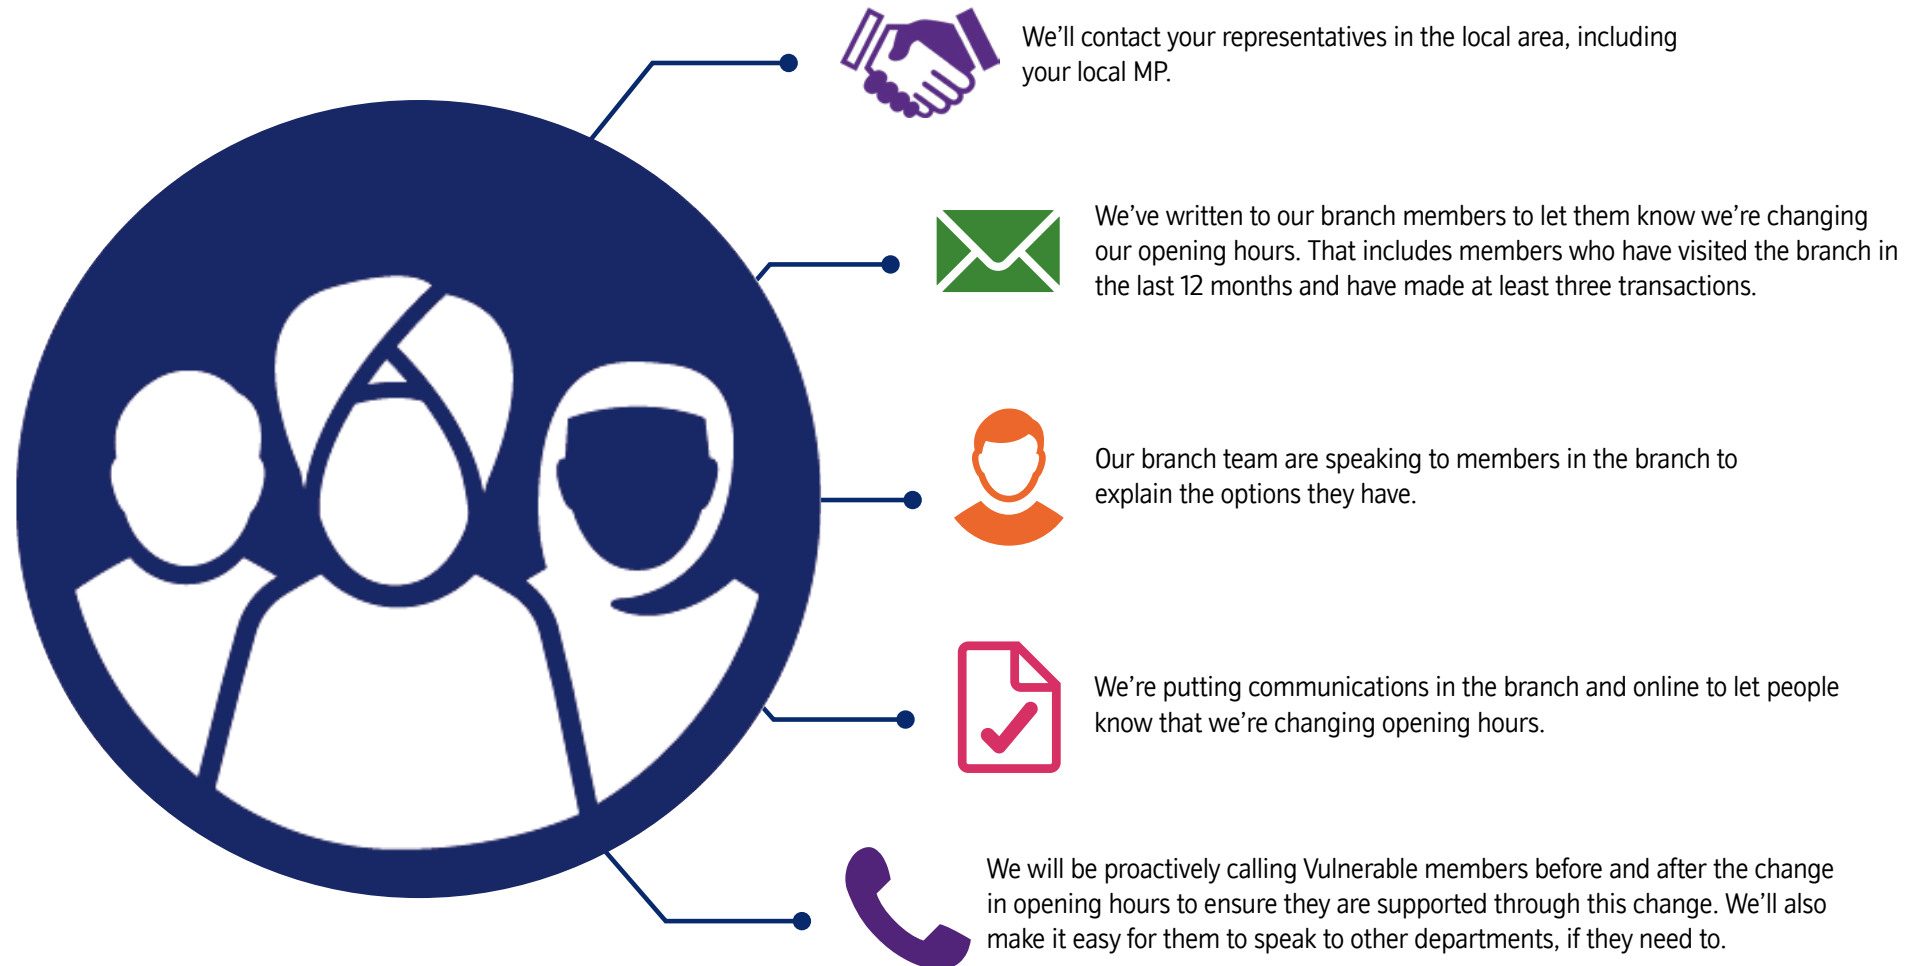 We’ll contact your representatives in the local area, including
your local MP.
We’ve written to our branch members to let them know we’re changing
our opening hours. That includes members who have visited the branch in
the last 12 months and have made at least three transactions.
Our branch team are speaking to members in the branch to
explain the options they have.
We’re putting communications in the branch and online to let people
know that we’re changing opening hours.
We will be proactively calling Vulnerable members before and after the change
in opening hours to ensure they are supported through this change. We’ll also
make it easy for them to speak to other departments, if they need to.